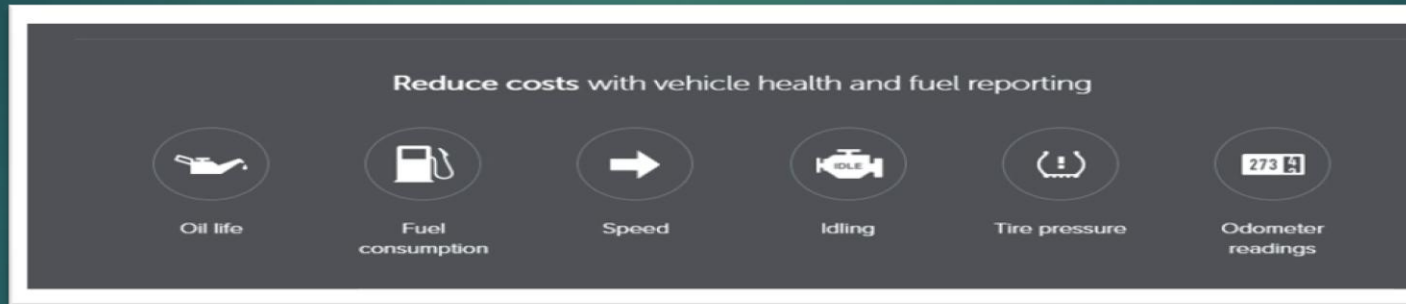 Reduce costs with vehicle health and fuel reporting
IDLE
273 4
Oil life
Fuel
consumption
Speed
Idling
Tire pressure
Odometer
readings